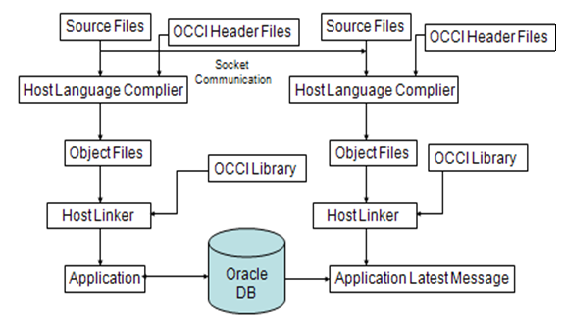 Source Files
OCCI Header Files
Source Files
OCCI Header Files
Socket
Communication
Host Language Complier
Host Language Complier
Object Files
OCCI Library
Object Files
OCCI Library
Host Linker
Host Linker
Application
Oracle
DB
Application Latest Message